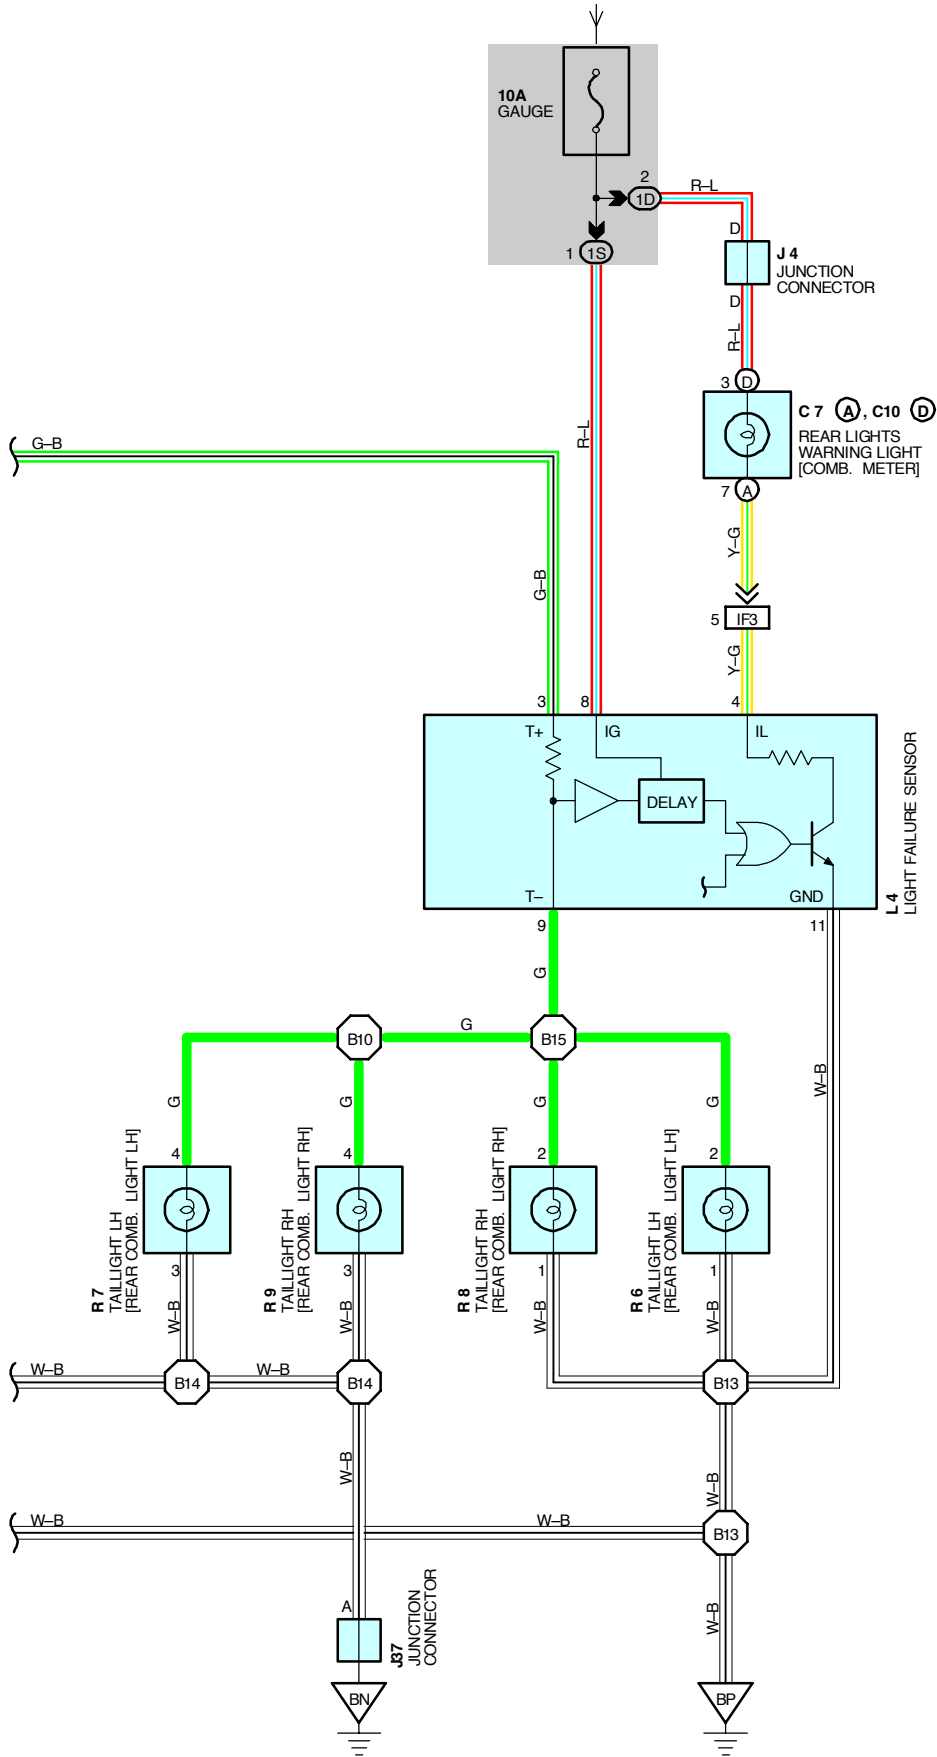 10A
GAUGE
2
1D
R–L
1
1S
D
J 4
JUNCTION
CONNECTOR
D
R–L
3
D
C 7 A , C10 D
REAR LIGHTS
WARNING LIGHT
[COMB. METER]
7
A
R–L
G–B
G–B
Y–G
5
IF3
Y–G
3
8
4
T+
IG
IL
DELAY
T–
GND
L 4
LIGHT FAILURE SENSOR
9
11
G
B10
G
B15
W–B
G
G
G
G
4
4
2
2
R 7
TAILLIGHT LH
[REAR COMB. LIGHT LH]
R 9
TAILLIGHT RH
[REAR COMB. LIGHT RH]
R 8
TAILLIGHT RH
[REAR COMB. LIGHT RH]
R 6
TAILLIGHT LH
[REAR COMB. LIGHT LH]
3
3
1
1
W–B
W–B
W–B
W–B
W–B
B14
W–B
B14
B13
W–B
W–B
W–B
W–B
B13
A
J37
JUNCTION
CONNECTOR
W–B
BN
BP